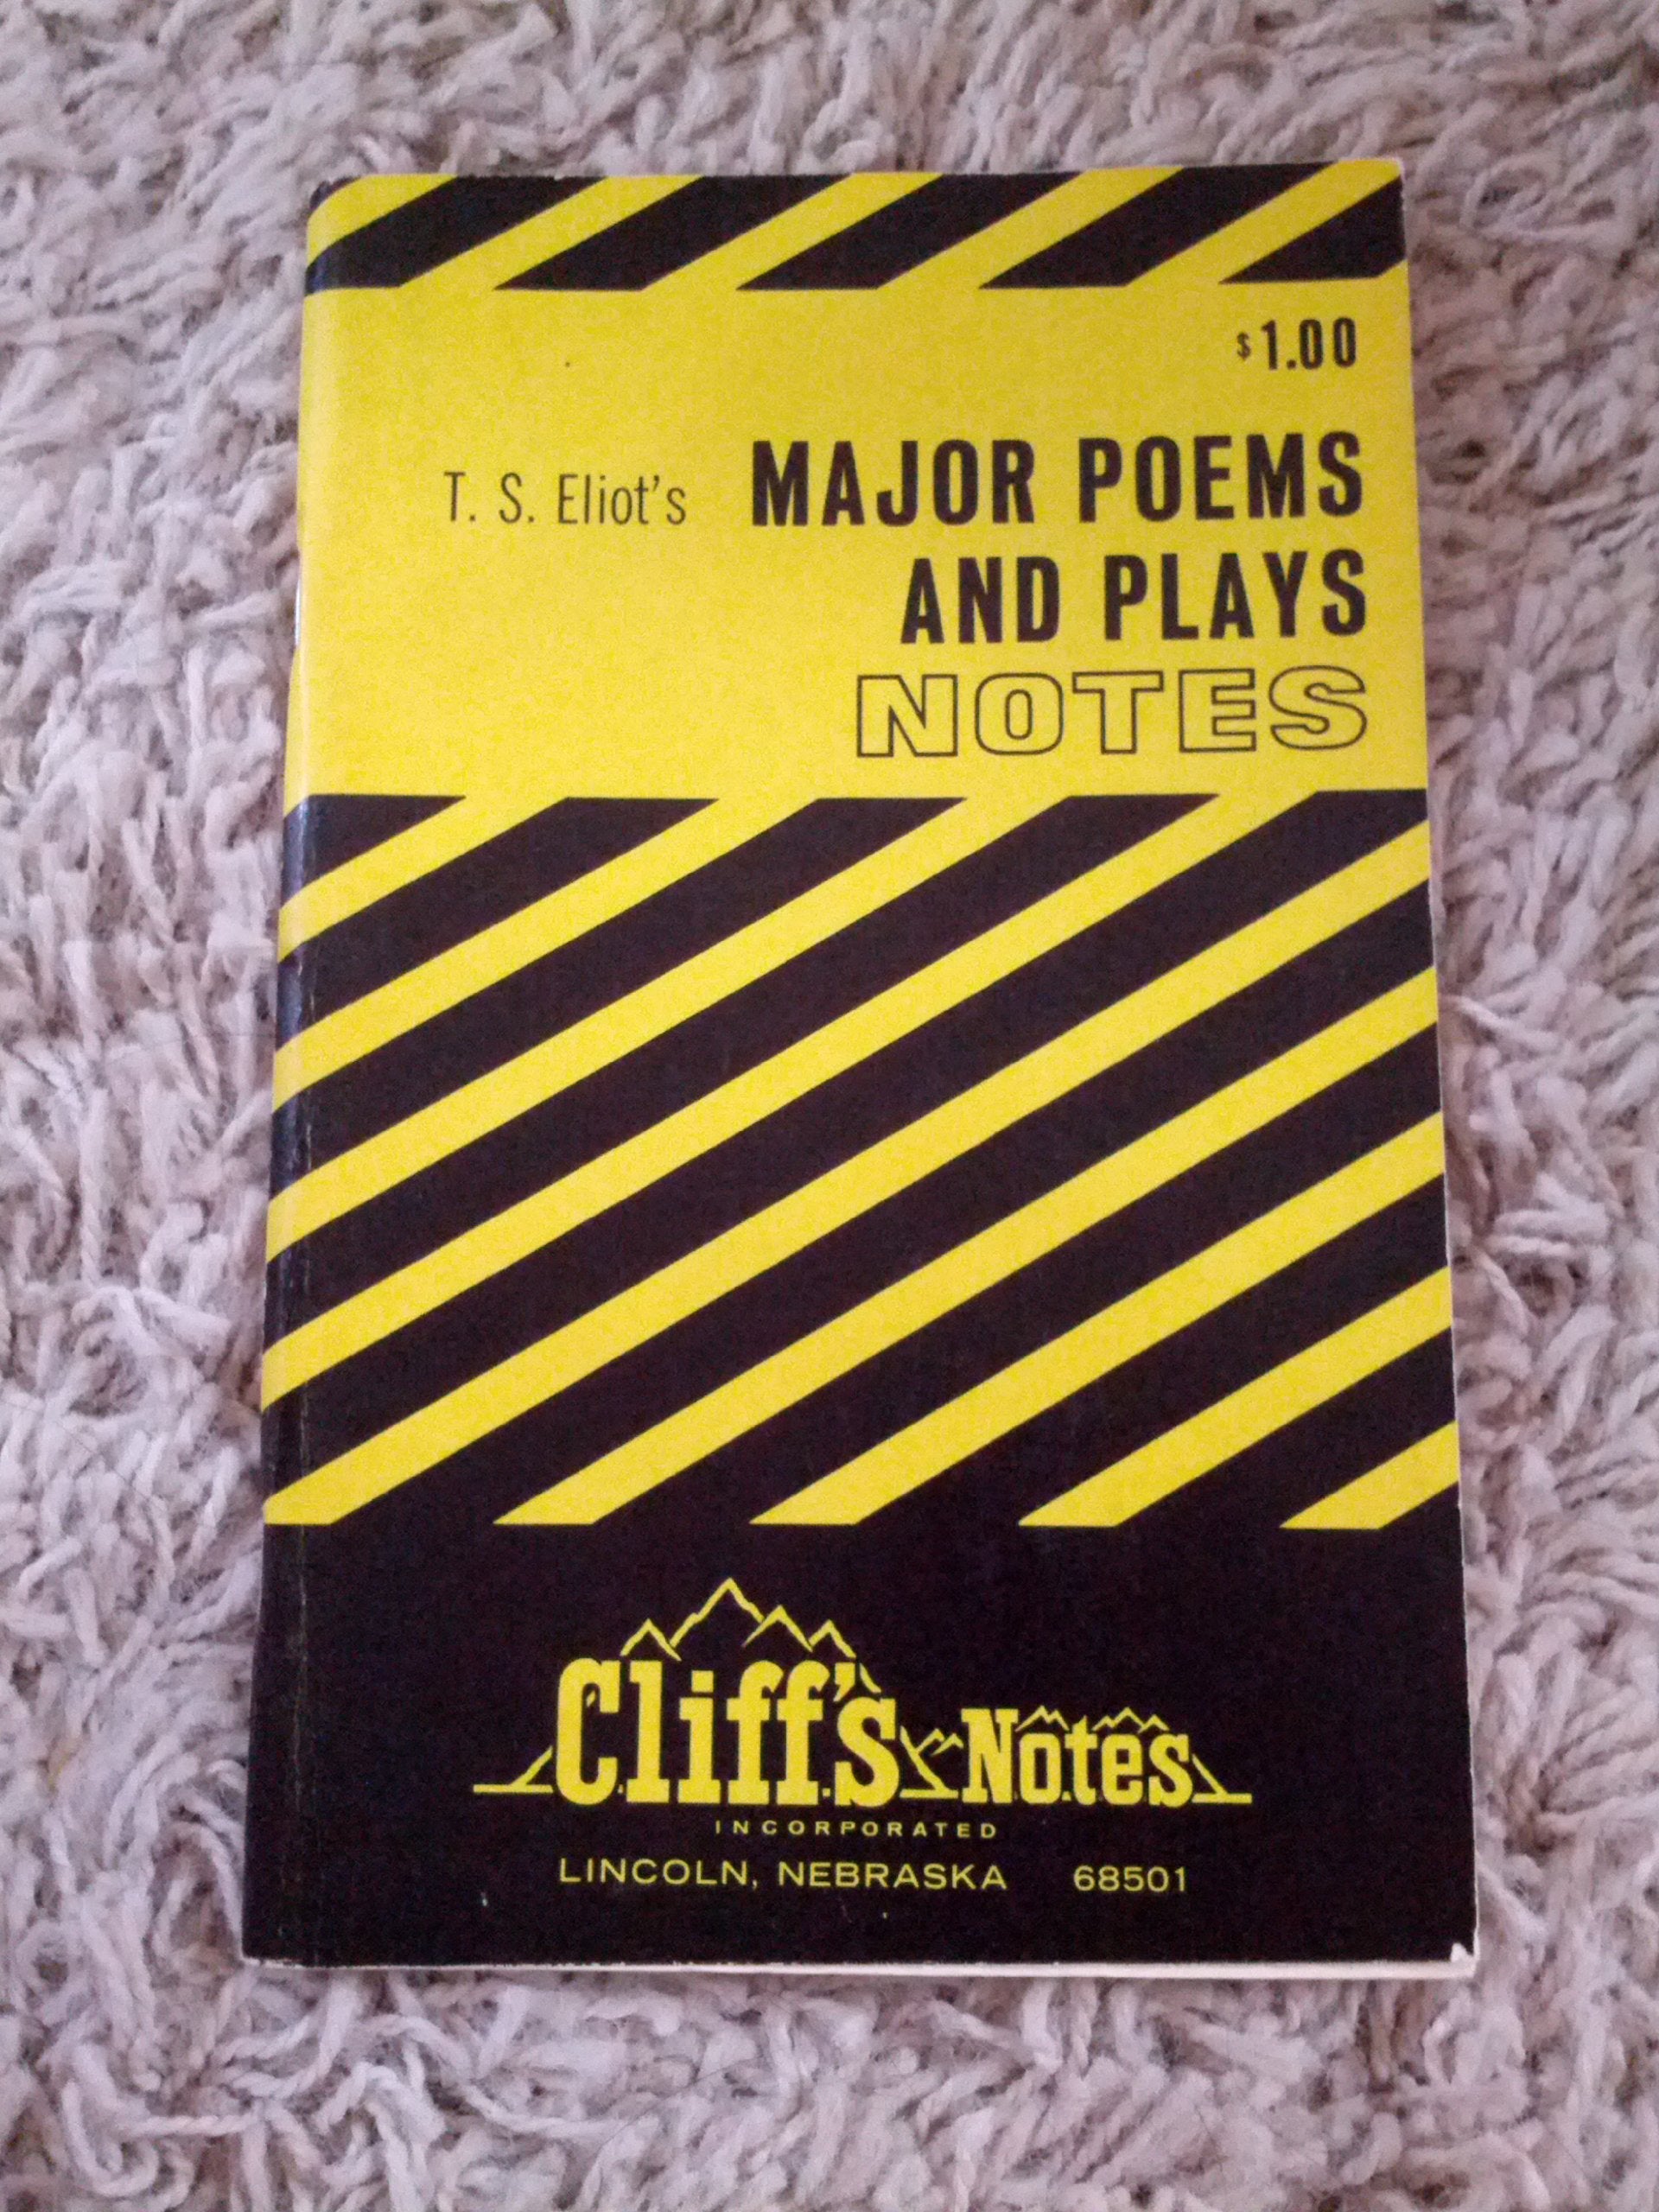 $1.00
T. S. Eliot's MAJOR POEMS
AND PLAYS
NOTES
Cliff's Notes
INCORPORATED
LINCOLN, NEBRASKA 68501